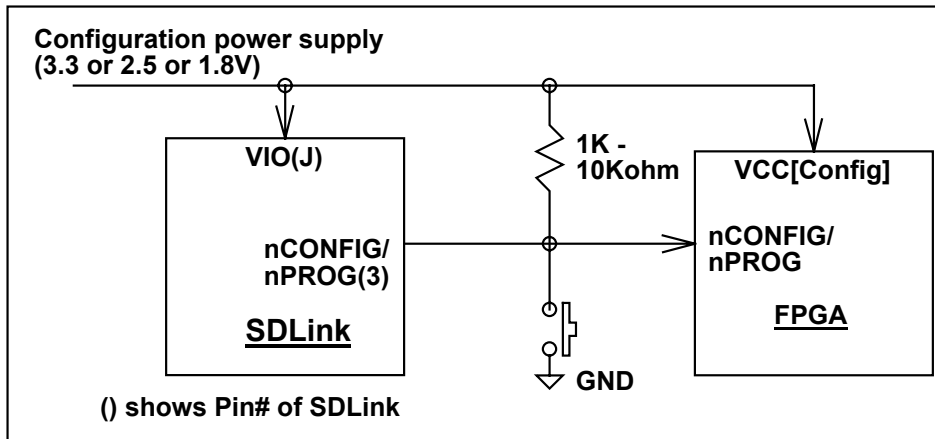 Configuration power supply
(3.3 or 2.5 or 1.8V)
VIO(J)
1K -
10Kohm
VCC[Config]
nCONFIG/
nPROG(3)
nCONFIG/
nPROG
SDLink
FPGA
GND
() shows Pin# of SDLink